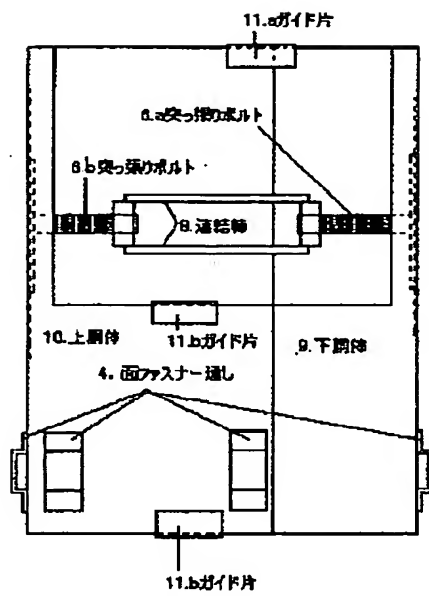 11.aガイド片
6.a突っ張りボルト
6.b突っ張りボルト
8.連結軸
10.上胴体
11.bガイド片
9.下胴体
4.面ファスナー通し
11.bガイド片